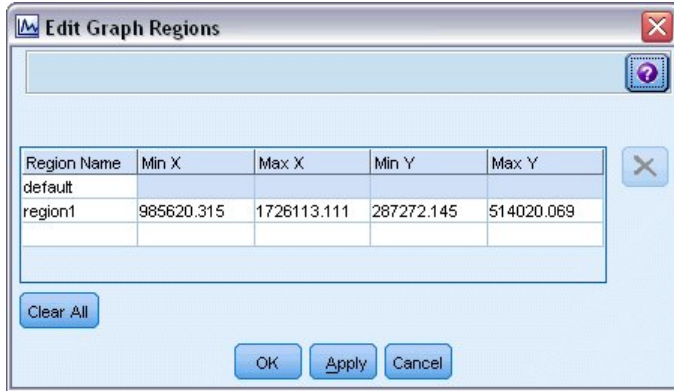 Edit Graph Regions
Region Name Min X Max X Min Y Max Y
default
region1 985620.315 1726113.111 287272.145 514020.069
Clear All
OK Apply Cancel